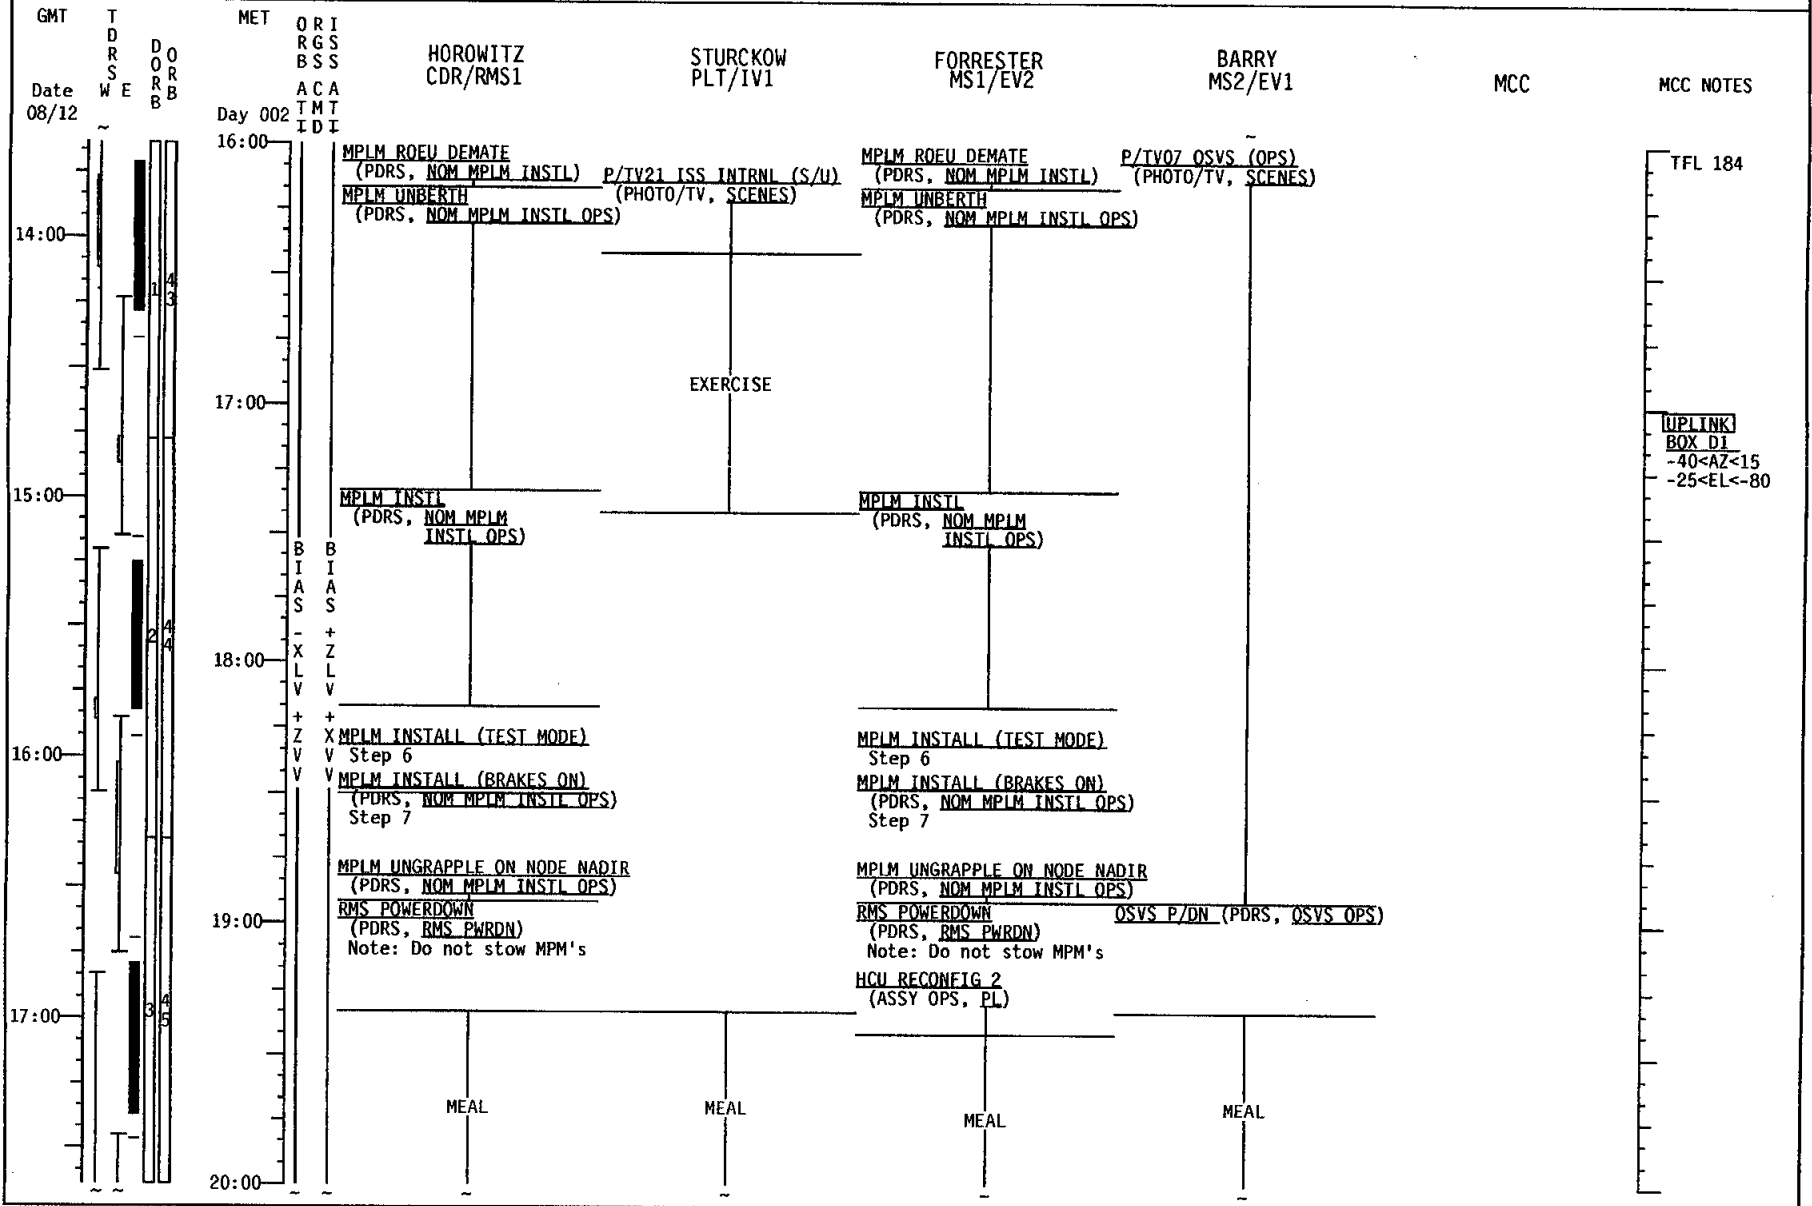 GMT
TDRS
W E
DORB
ORB
MET
ORB ATT
RGS CMD
ISS ATT
HOROWITZ
CDR/RMS1
STURCKOW
PLT/IV1
FORRESTER
MS1/EV2
BARRY
MS2/EV1
MCC
MCC NOTES
Date
08/12
Day 002
16:00
MPLM ROEU DEMATE
(PDRS, NOM MPLM INSTL)
MPLM UNBERTH
(PDRS, NOM MPLM INSTL OPS)
P/TV21 ISS INTRNL (S/U)
(PHOTO/TV, SCENES)
MPLM ROEU DEMATE
(PDRS, NOM MPLM INSTL)
MPLM UNBERTH
(PDRS, NOM MPLM INSTL OPS)
P/TV07 OSVS (OPS)
(PHOTO/TV, SCENES)
TFL 184
14:00
1
43
EXERCISE
17:00
UPLINK
BOX D1
-40<AZ<15
-25<EL<-80
15:00
MPLM INSTL
(PDRS, NOM MPLM
INSTL OPS)
MPLM INSTL
(PDRS, NOM MPLM
INSTL OPS)
BIAS -XLV +ZVV
BIAS +ZLV +XVV
2
44
18:00
16:00
MPLM INSTALL (TEST MODE)
Step 6
MPLM INSTALL (BRAKES ON)
(PDRS, NOM MPLM INSTL OPS)
Step 7
MPLM INSTALL (TEST MODE)
Step 6
MPLM INSTALL (BRAKES ON)
(PDRS, NOM MPLM INSTL OPS)
Step 7
MPLM UNGRAPPLE ON NODE NADIR
(PDRS, NOM MPLM INSTL OPS)
RMS POWERDOWN
(PDRS, RMS PWRDN)
Note: Do not stow MPM's
MPLM UNGRAPPLE ON NODE NADIR
(PDRS, NOM MPLM INSTL OPS)
RMS POWERDOWN
(PDRS, RMS PWRDN)
Note: Do not stow MPM's
HCU RECONFIG 2
(ASSY OPS, PL)
19:00
OSVS P/DN (PDRS, OSVS OPS)
17:00
3
45
MEAL
MEAL
MEAL
MEAL
20:00